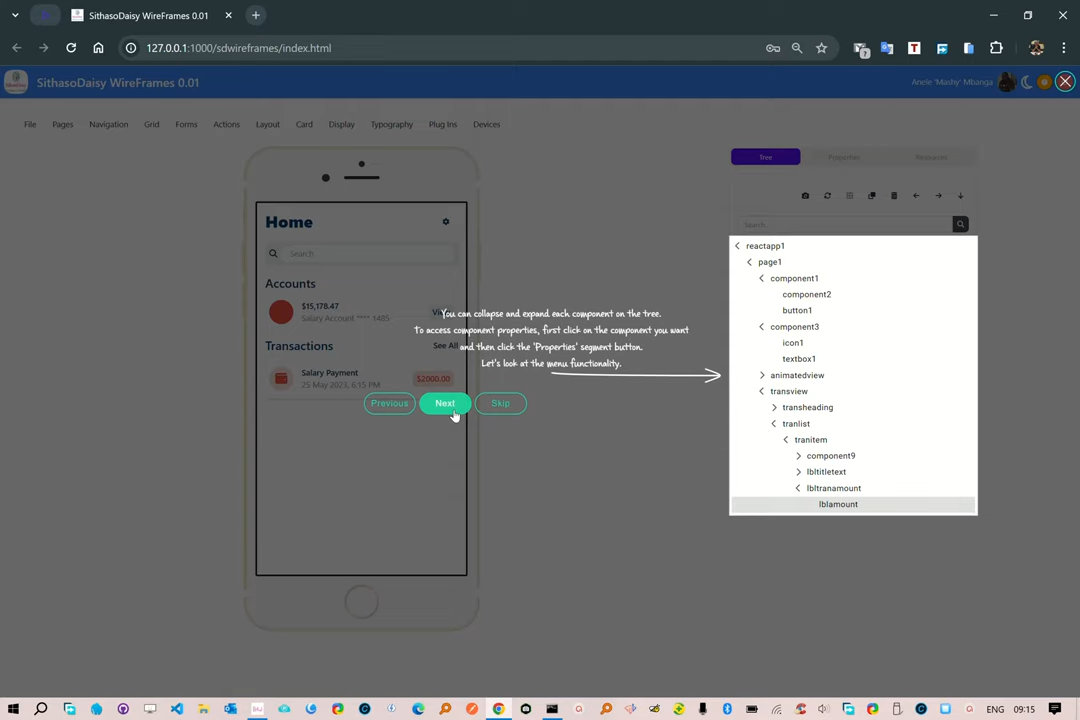 SithasoDaisy WireFrames 0.01
127.0.0.1:1000/sdwireframes/index.html
SithasoDaisy WireFrames 0.01
Anele 'Mashy' Mbanga
File Pages Navigation Grid Forms Actions Layout Card Display Typography Plug Ins Devices
Tree Properties Resources
Home
Search
Search
Accounts
$15,178.47
Salary Account **** 1485
Transactions
See All
Salary Payment
25 May 2023, 6.15 PM
$2000.00
You can collapse and expand each component on the tree.
To access component properties, first click on the component you want
and then click the 'Properties' segment button.
Let's look at the menu functionality.
Previous Next Skip
reactapp1
page1
component1
component2
button1
component3
icon1
textbox1
animatedview
transview
transheading
tranlist
tranitem
component9
lbltitletext
lbltranamount
lblamount
ENG 09:15